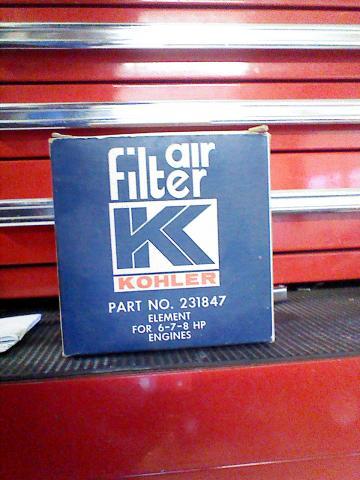 air
filter
K
KOHLER
PART NO. 231847
ELEMENT
FOR 6-7-8 HP
ENGINES